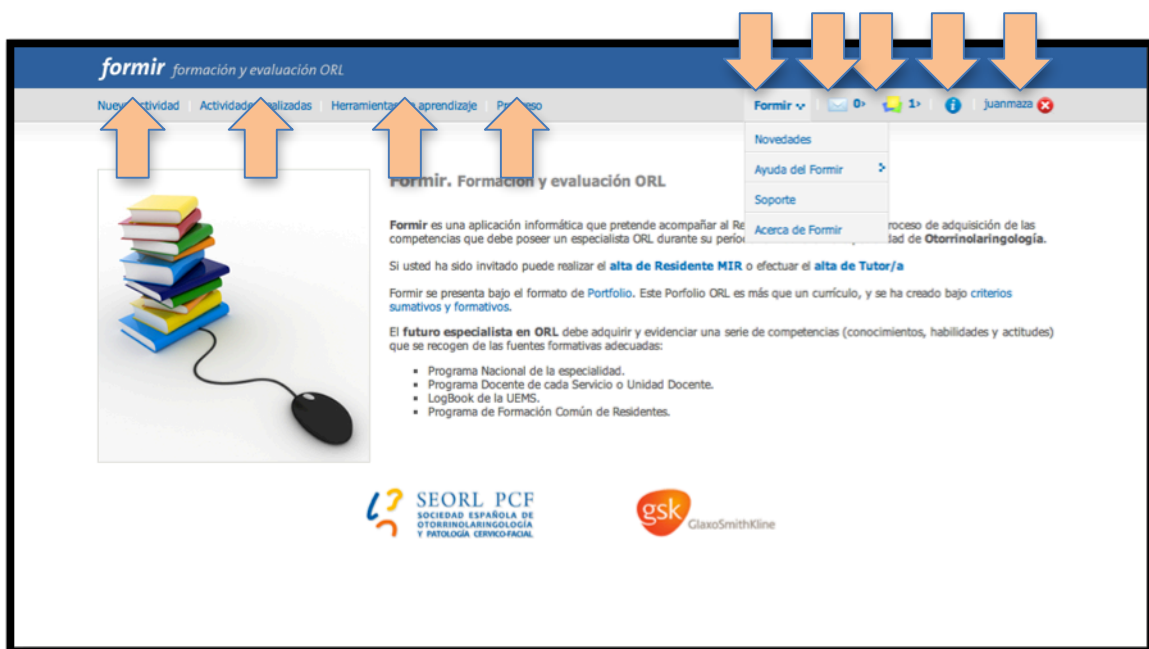 formir formación y evaluación ORL
Formir
0
1
juanmaza
Novedades
Ayuda del Formir
Soporte
Acerca de Formir
Formir. Formación y evaluación ORL
Formir es una aplicación informática que pretende acompañar al proceso de adquisición de las
competencias que debe poseer un especialista ORL durante su de Otorrinolaringología.
Si usted ha sido invitado puede realizar el alta de Residente MIR o efectuar el alta de Tutor/a
Formir se presenta bajo el formato de Portfolio. Este Porfolio ORL es más que un currículo, y se ha creado bajo criterios
sumativos y formativos.
El futuro especialista en ORL debe adquirir y evidenciar una serie de competencias (conocimientos, habilidades y actitudes)
que se recogen de las fuentes formativas adecuadas:
Programa Nacional de la especialidad.
Programa Docente de cada Servicio o Unidad Docente.
LogBook de la UEMS.
Programa de Formación Común de Residentes.
SEORL PCF
SOCIEDAD ESPAÑOLA DE
OTORRINOLARINGOLOGÍA
Y PATOLOGÍA CERVICO-FACIAL
gsk
GlaxoSmithKline